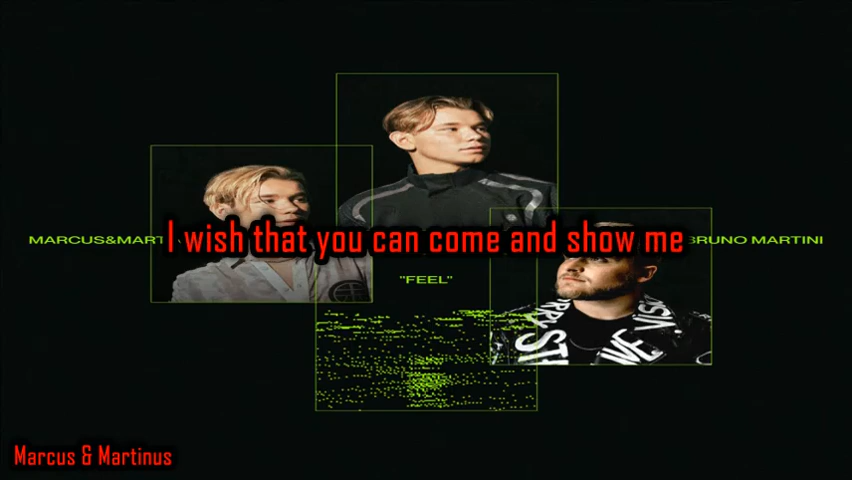 I wish that you can come and show me
MARCUS&MART
BRUNO MARTINI
"FEEL"
Marcus & Martinus